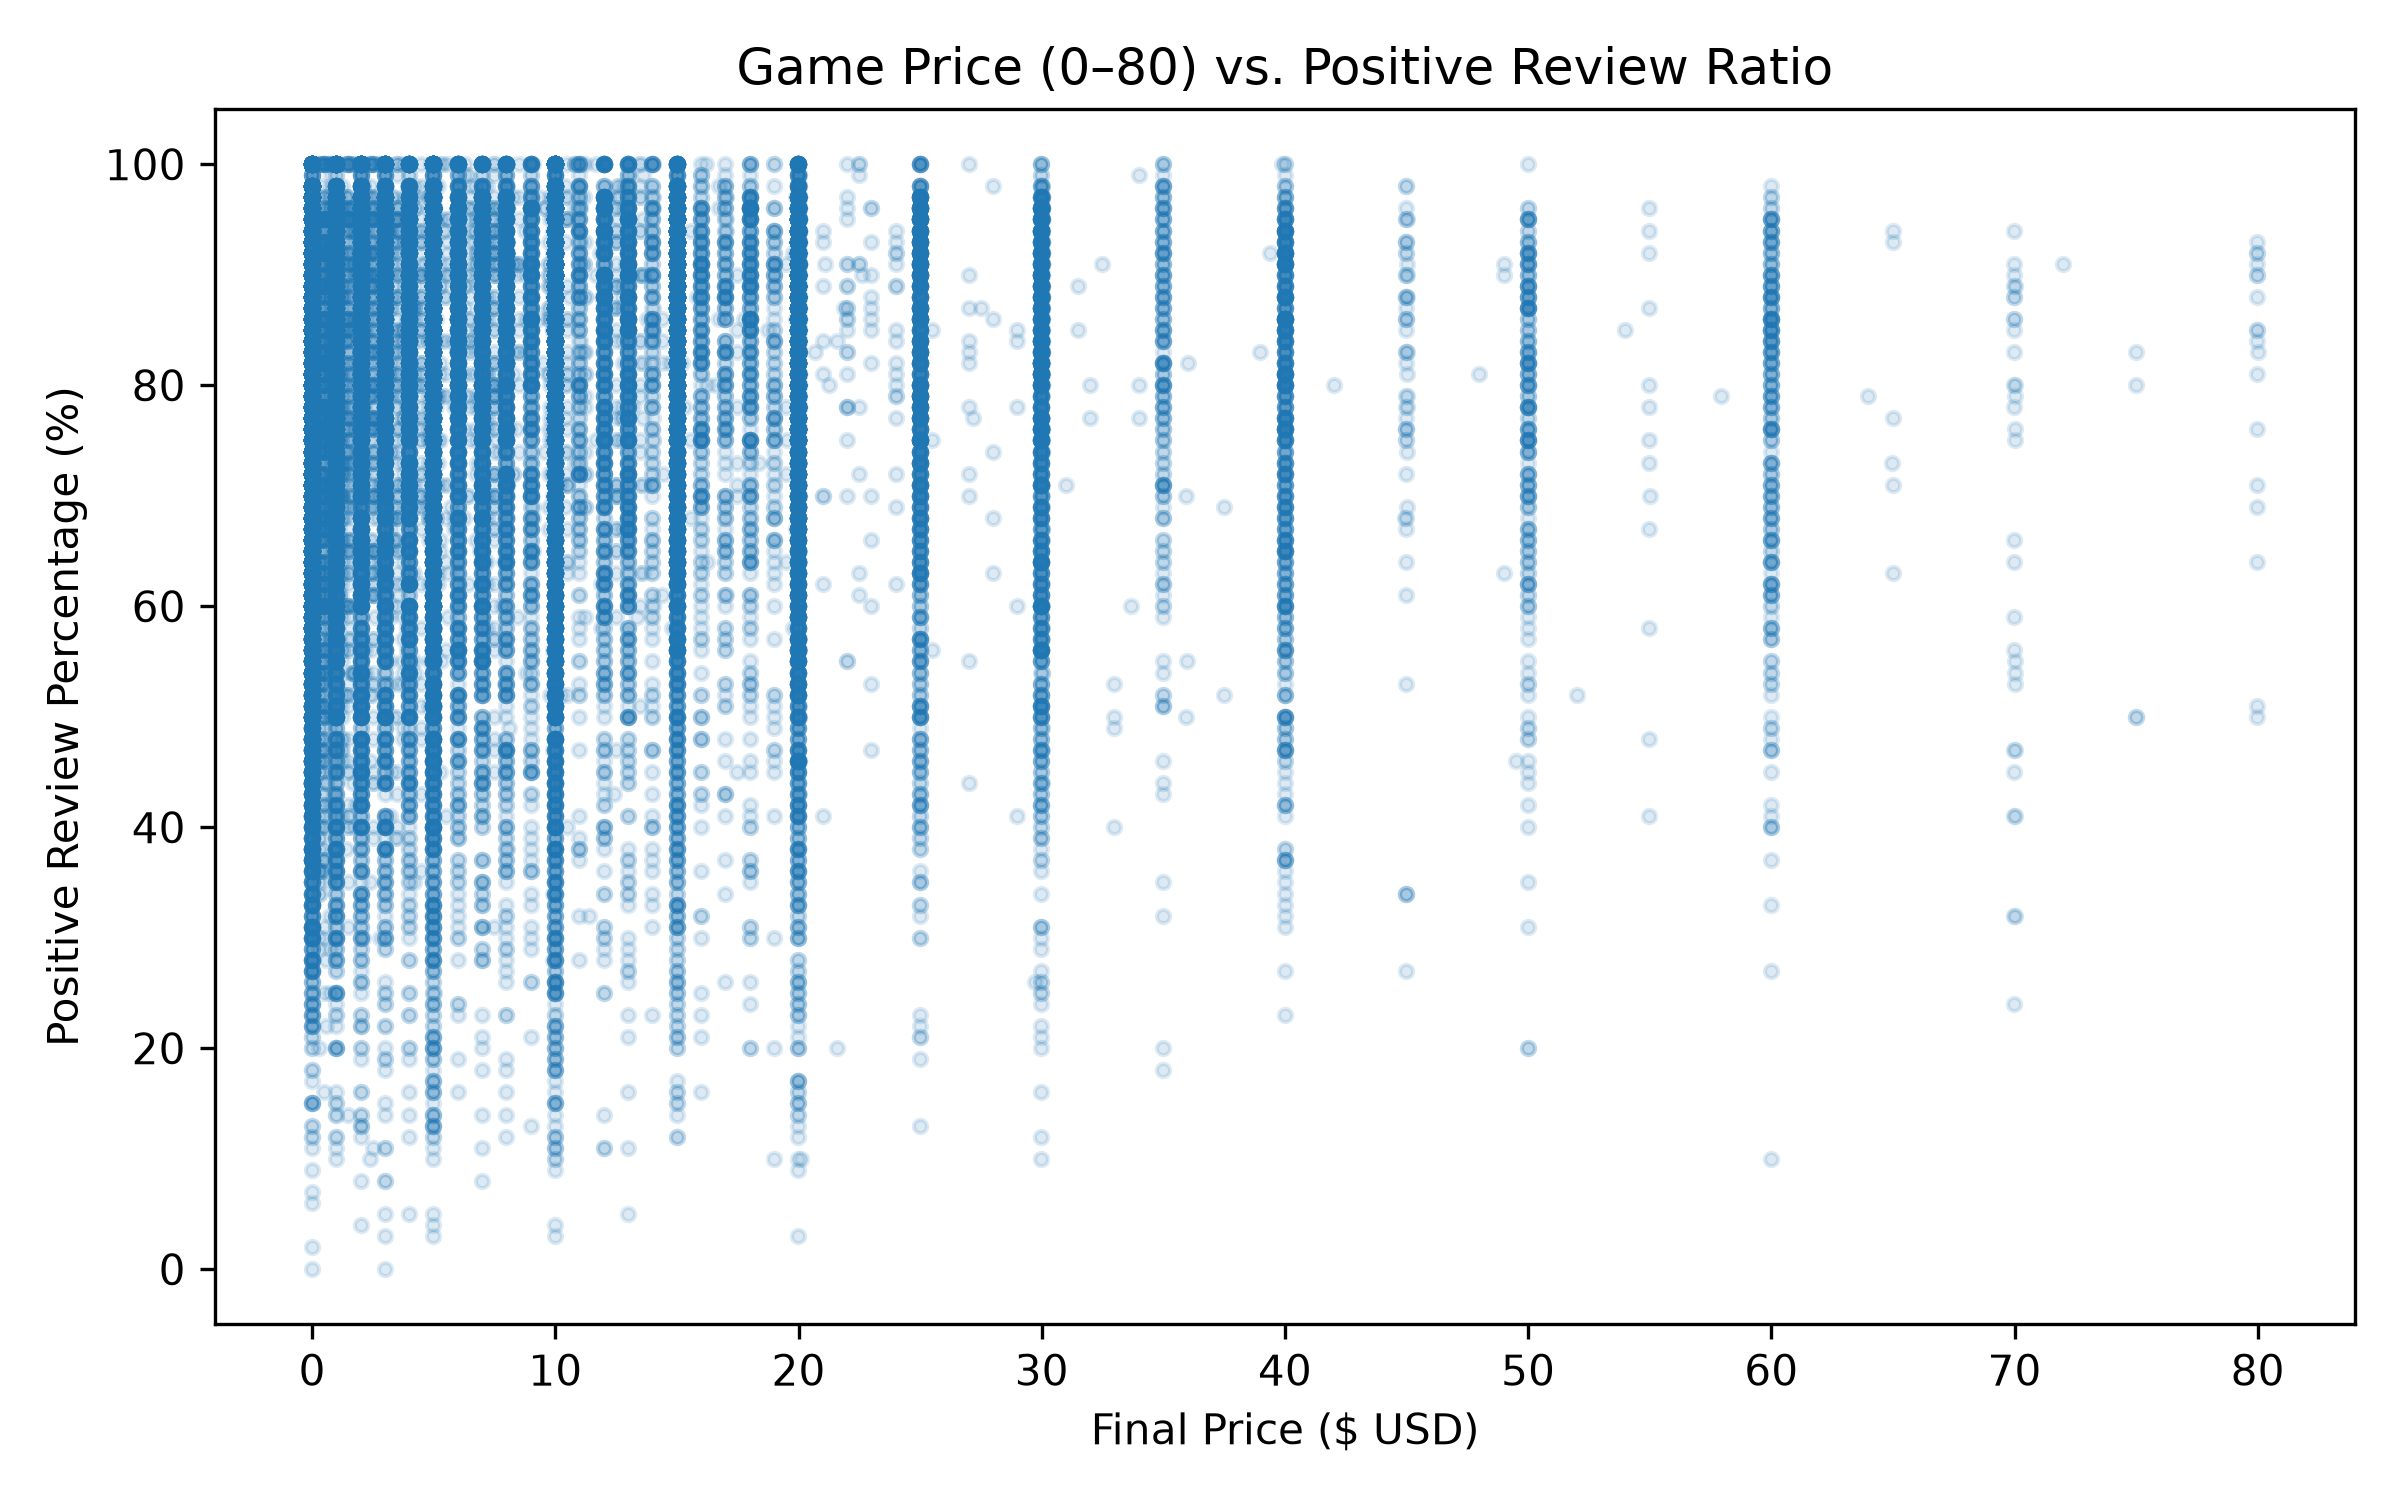 Game Price (0–80) vs. Positive Review Ratio
Positive Review Percentage (%)
100
80
60
40
20
0
0 10 20 30 40 50 60 70 80
Final Price ($ USD)